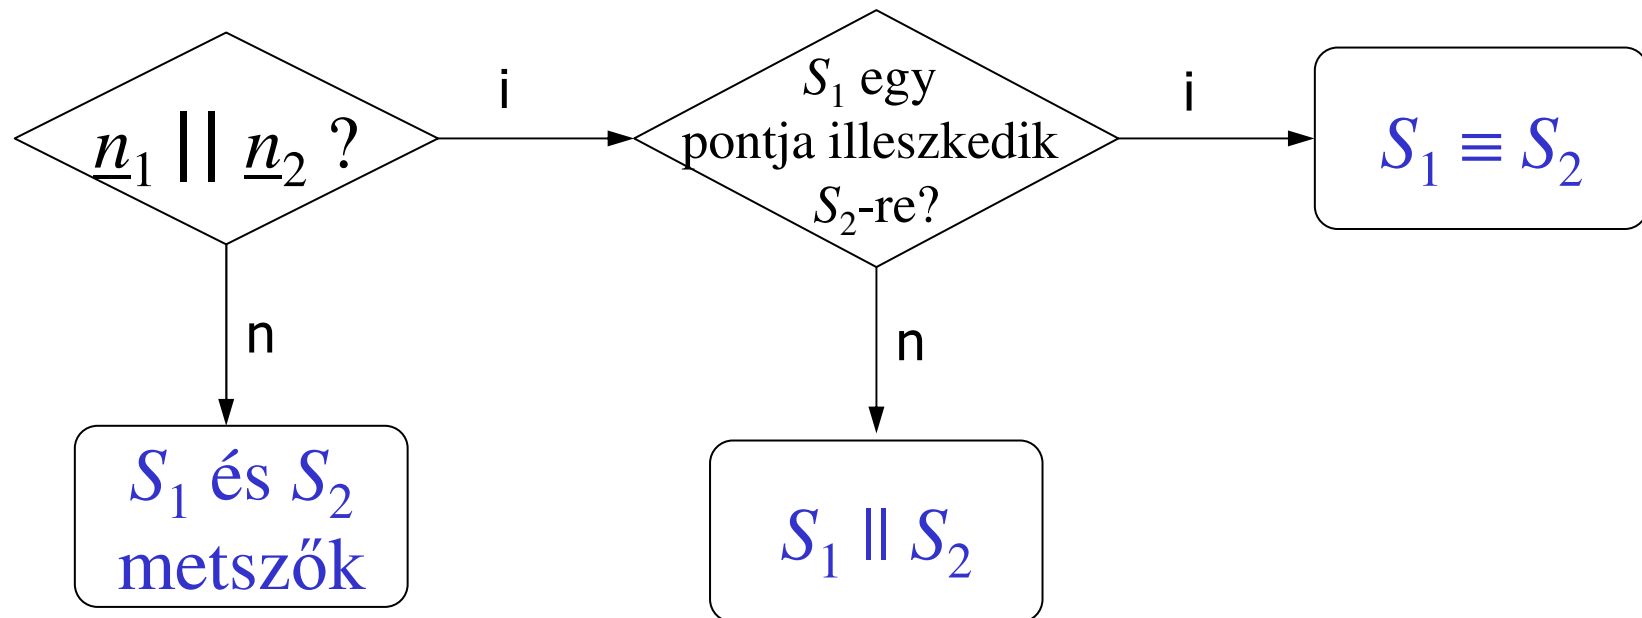 n₁ || n₂ ?
i
S₁ egy
pontja illeszkedik
S₂-re?
i
S₁ ≡ S₂
n
n
S₁ és S₂
metszők
S₁ || S₂